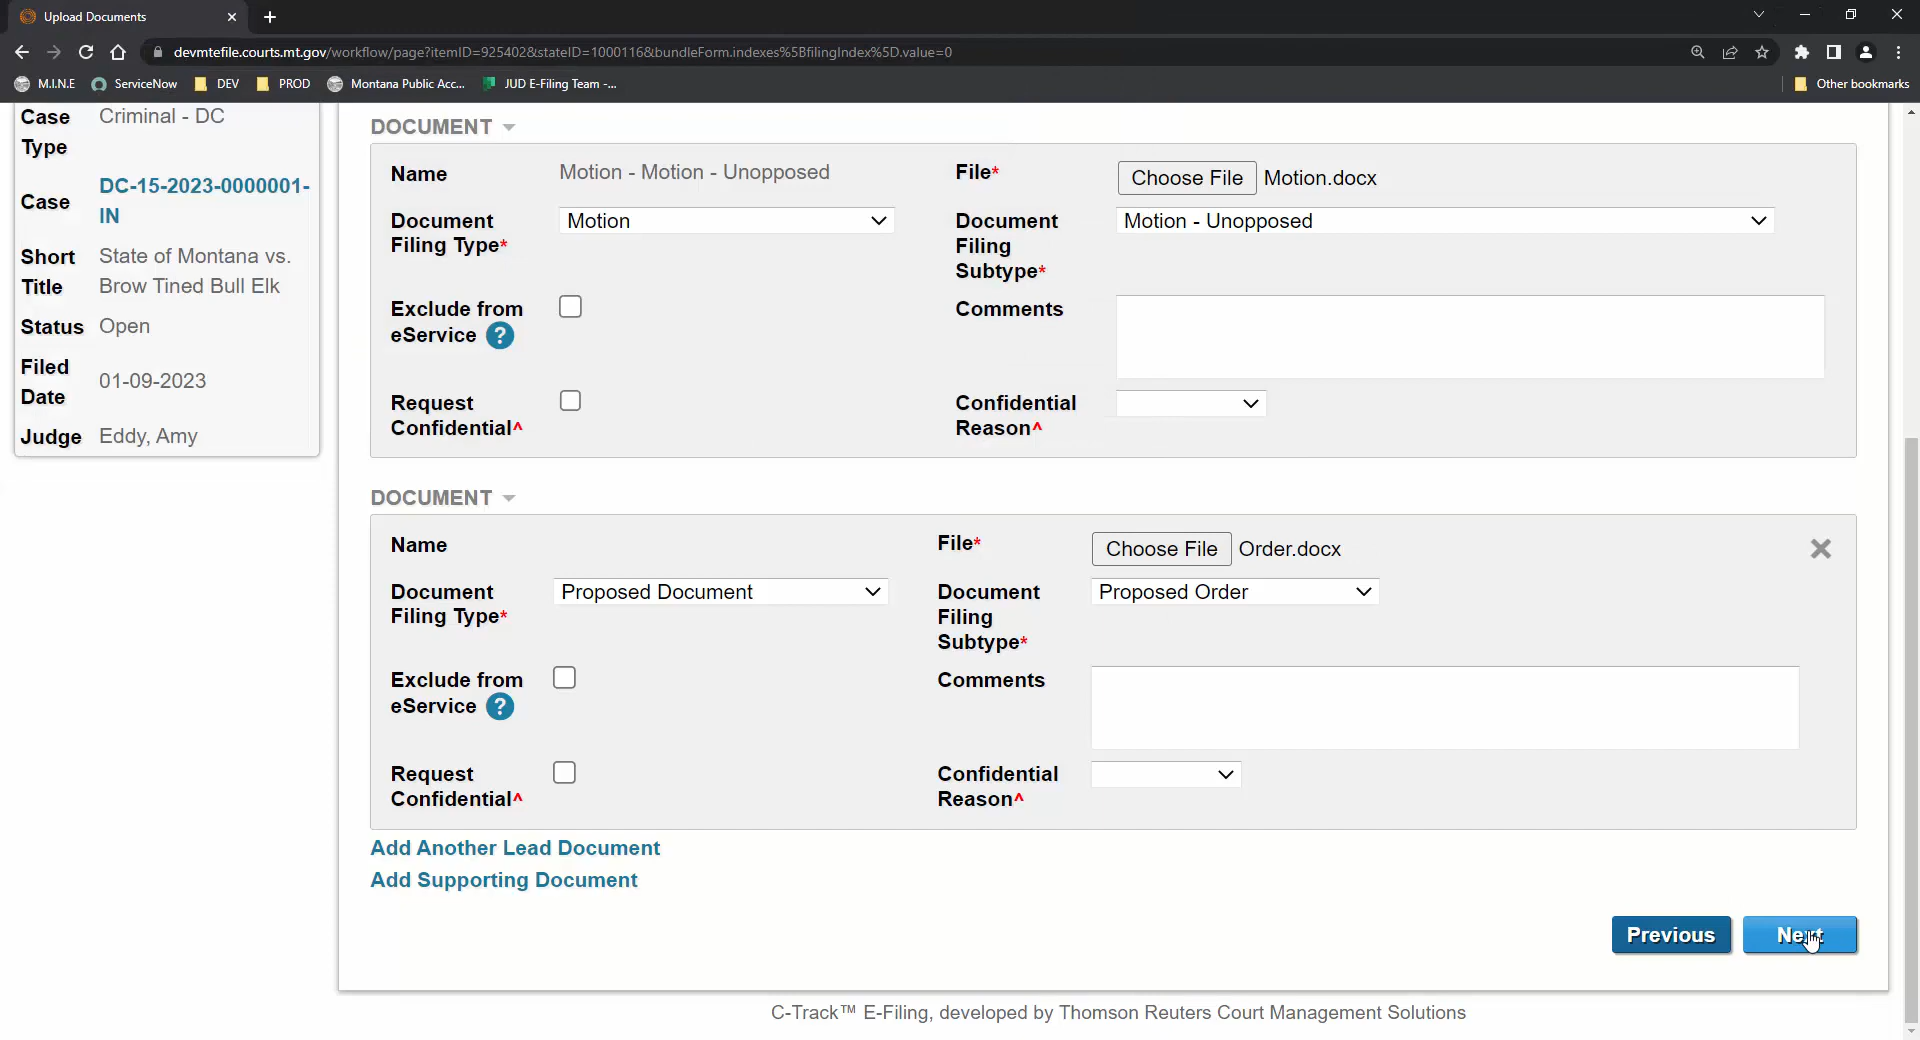 Upload Documents
devmtefile.courts.mt.gov/workflow/page?itemID=925402&stateID=1000116&bundleForm.indexes%5BfilingIndex%5D.value=0
M.I.N.E ServiceNow DEV PROD Montana Public Acc... JUD E-Filing Team -... Other bookmarks
Case Type Criminal - DC
Case DC-15-2023-0000001-IN
Short Title State of Montana vs. Brow Tined Bull Elk
Status Open
Filed Date 01-09-2023
Judge Eddy, Amy
DOCUMENT
Name Motion - Motion - Unopposed File* Choose File Motion.docx
Document Filing Type* Motion Document Filing Subtype* Motion - Unopposed
Exclude from eService ? Comments
Request Confidential^ Confidential Reason^
DOCUMENT
Name File* Choose File Order.docx
Document Filing Type* Proposed Document Document Filing Subtype* Proposed Order
Exclude from eService ? Comments
Request Confidential^ Confidential Reason^
Add Another Lead Document
Add Supporting Document
Previous Next
C-Track™ E-Filing, developed by Thomson Reuters Court Management Solutions